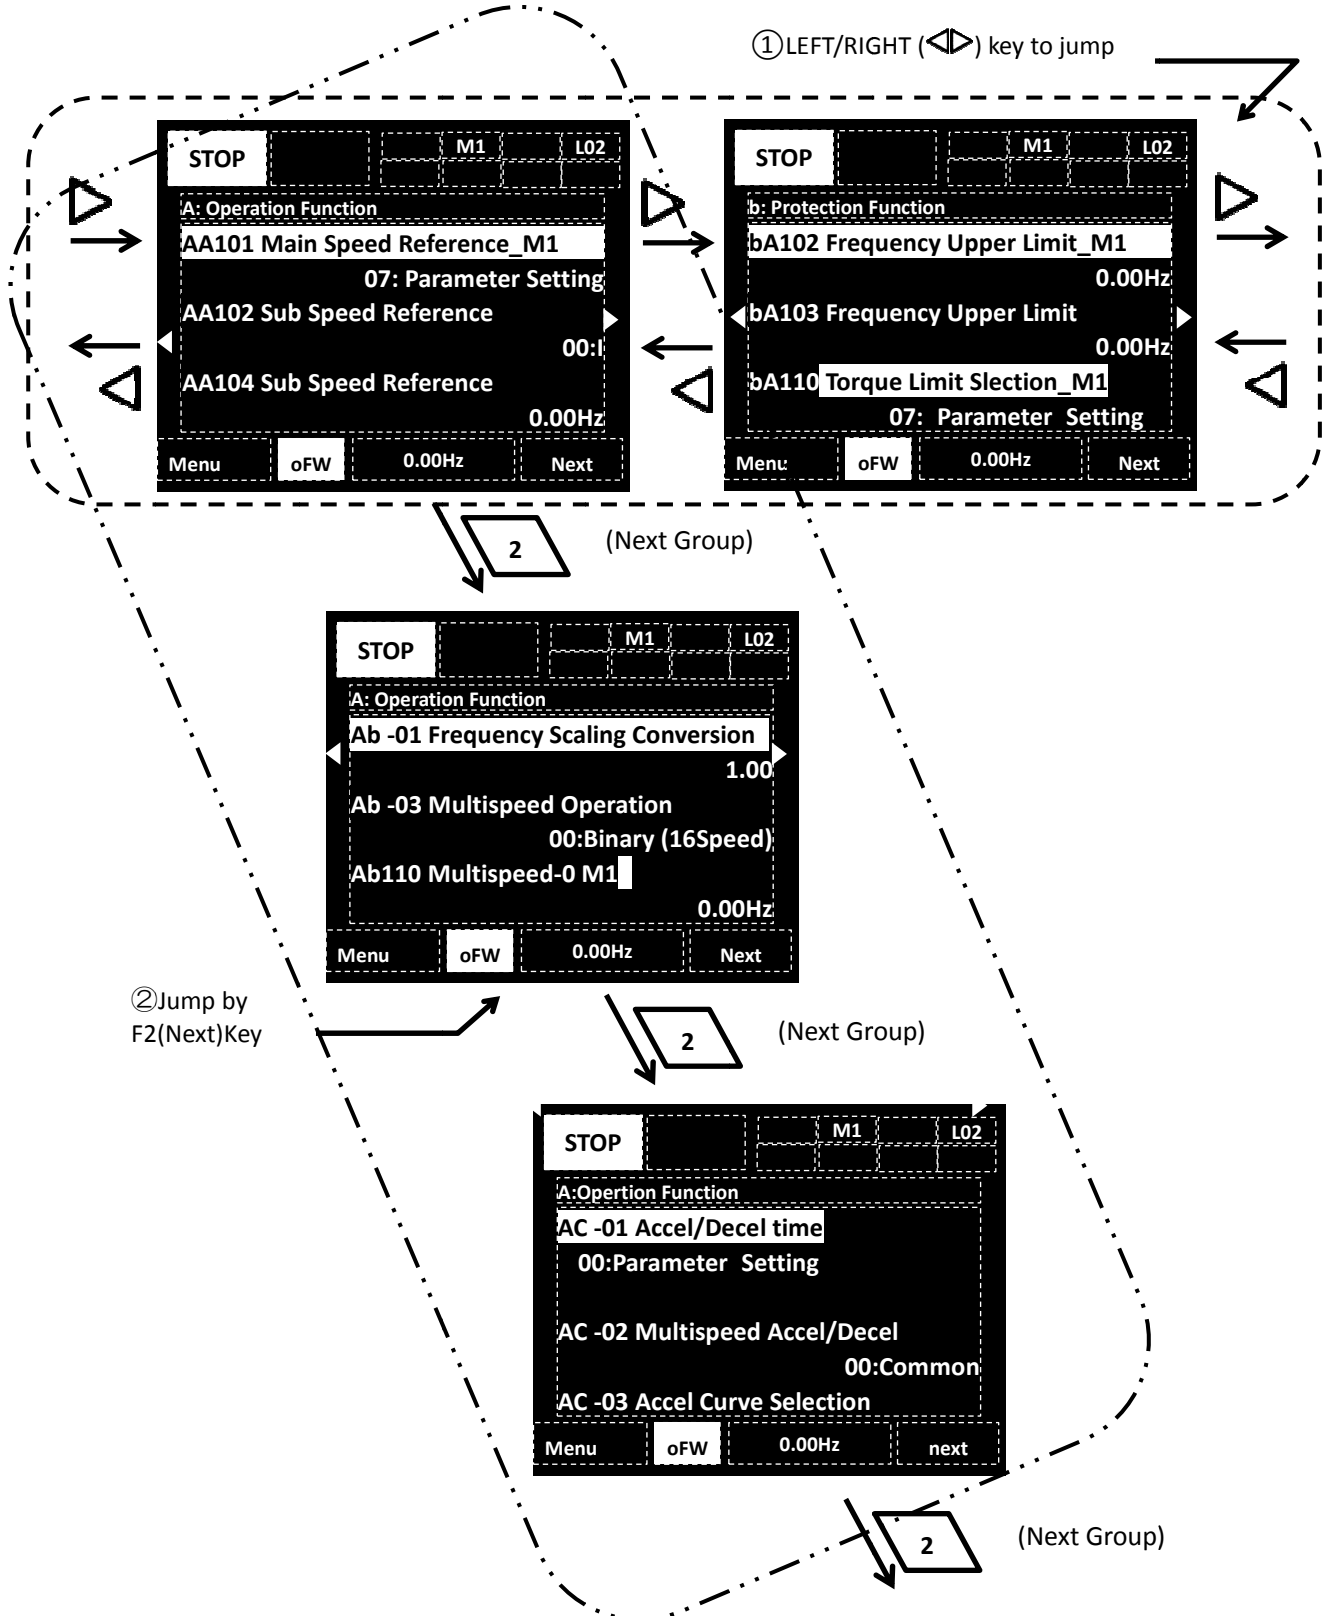 ①LEFT/RIGHT (◁▷) key to jump
STOP
M1
L02
A: Operation Function
AA101 Main Speed Reference_M1
07: Parameter Setting
AA102 Sub Speed Reference
00:I
AA104 Sub Speed Reference
0.00Hz
Menu oFW 0.00Hz Next
STOP
M1
L02
b: Protection Function
bA102 Frequency Upper Limit_M1
0.00Hz
bA103 Frequency Upper Limit
0.00Hz
bA110 Torque Limit Slection_M1
07: Parameter Setting
Menu oFW 0.00Hz Next
2
(Next Group)
STOP
M1
L02
A: Operation Function
Ab -01 Frequency Scaling Conversion
1.00
Ab -03 Multispeed Operation
00:Binary (16Speed)
Ab110 Multispeed-0 M1
0.00Hz
Menu oFW 0.00Hz Next
②Jump by
F2(Next)Key
2
(Next Group)
STOP
M1
L02
A:Opertion Function
AC -01 Accel/Decel time
00:Parameter Setting
AC -02 Multispeed Accel/Decel
00:Common
AC -03 Accel Curve Selection
Menu oFW 0.00Hz next
2
(Next Group)